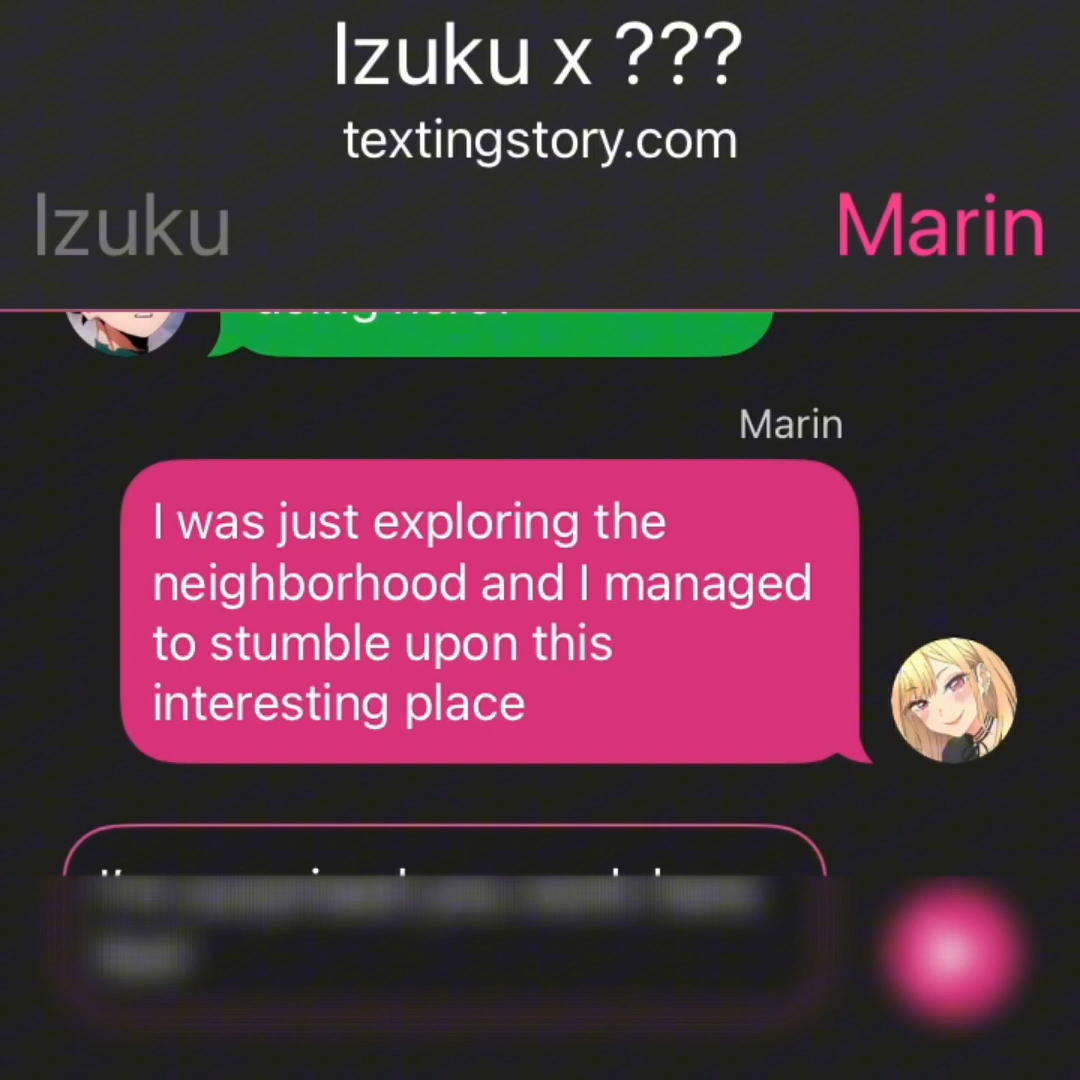 Izuku x ???
textingstory.com
Izuku
Marin
Marin
I was just exploring the
neighborhood and I managed
to stumble upon this
interesting place